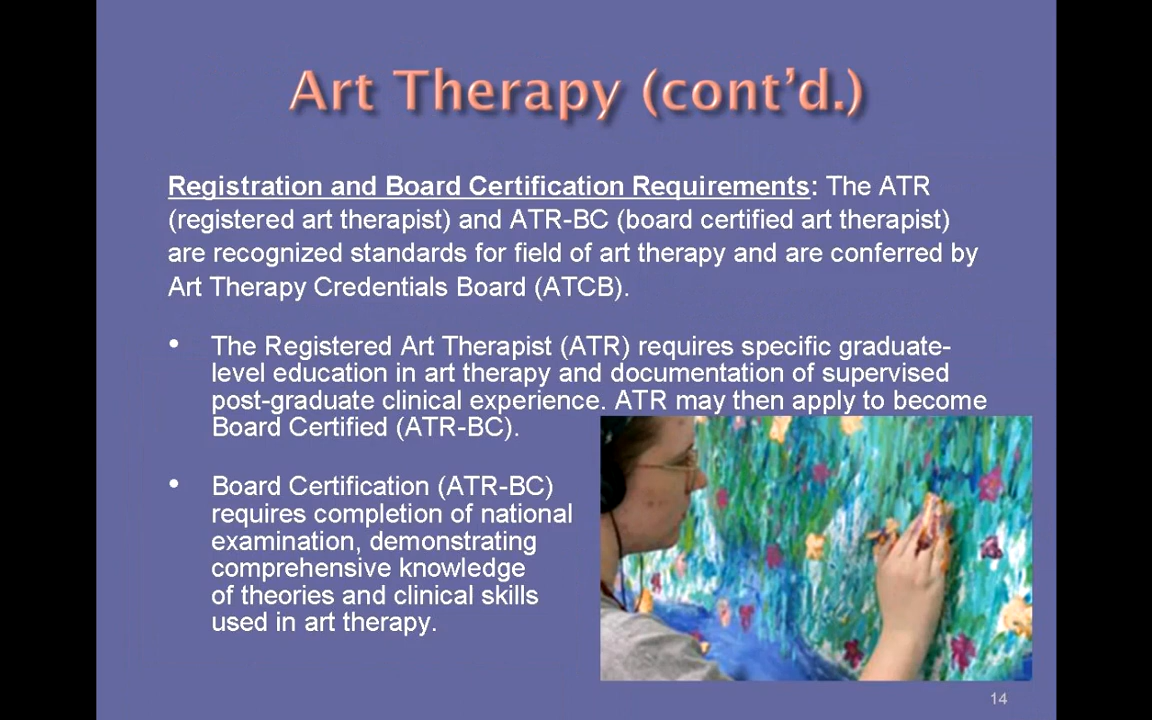 Art Therapy (cont’d.)
Registration and Board Certification Requirements: The ATR
(registered art therapist) and ATR-BC (board certified art therapist)
are recognized standards for field of art therapy and are conferred by
Art Therapy Credentials Board (ATCB).
• The Registered Art Therapist (ATR) requires specific graduate-
level education in art therapy and documentation of supervised
post-graduate clinical experience. ATR may then apply to become
Board Certified (ATR-BC).
• Board Certification (ATR-BC)
requires completion of national
examination, demonstrating
comprehensive knowledge
of theories and clinical skills
used in art therapy.
14